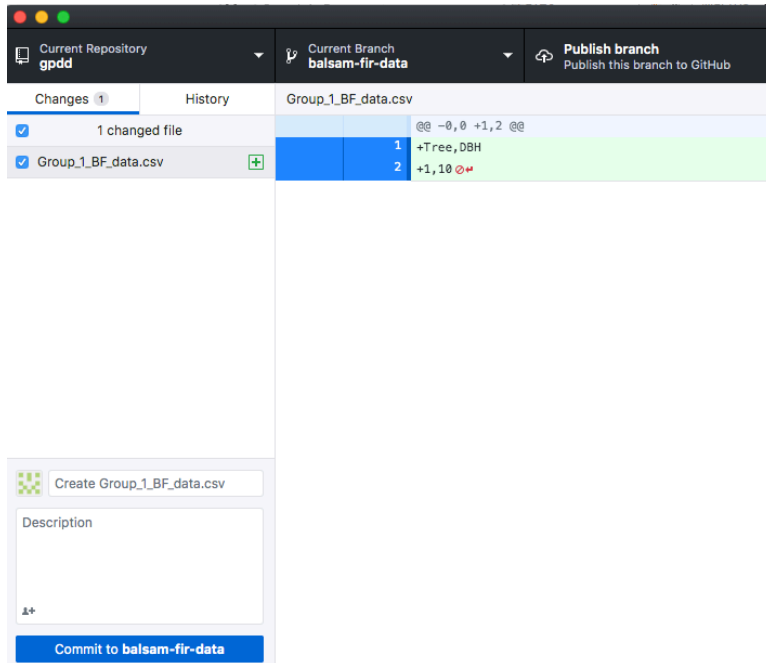 Current Repository
gpdd
Current Branch
balsam-fir-data
Publish branch
Publish this branch to GitHub
Changes 1
History
Group_1_BF_data.csv
1 changed file
Group_1_BF_data.csv
@@ -0,0 +1,2 @@
1 +Tree,DBH
2 +1,10
Create Group_1_BF_data.csv
Description
Commit to balsam-fir-data